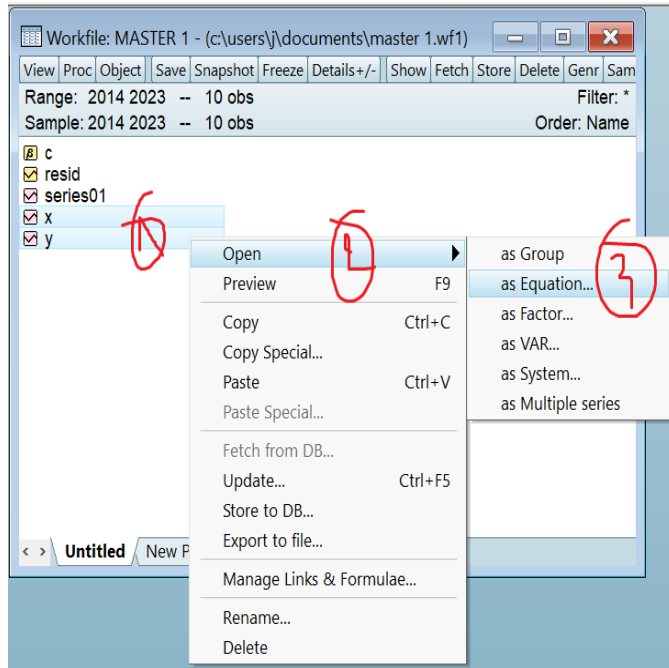 Workfile: MASTER 1 - (c:\users\j\documents\master 1.wf1)
View Proc Object Save Snapshot Freeze Details+/- Show Fetch Store Delete Genr Sam
Range: 2014 2023 -- 10 obs Filter: *
Sample: 2014 2023 -- 10 obs Order: Name
β c
resid
series01
x
y
1
Open
2
Preview F9
Copy Ctrl+C
Copy Special...
Paste Ctrl+V
Paste Special...
Fetch from DB...
Update... Ctrl+F5
Store to DB...
Export to file...
Manage Links & Formulae...
Rename...
Delete
as Group
as Equation...
3
as Factor...
as VAR...
as System...
as Multiple series
< > Untitled New P